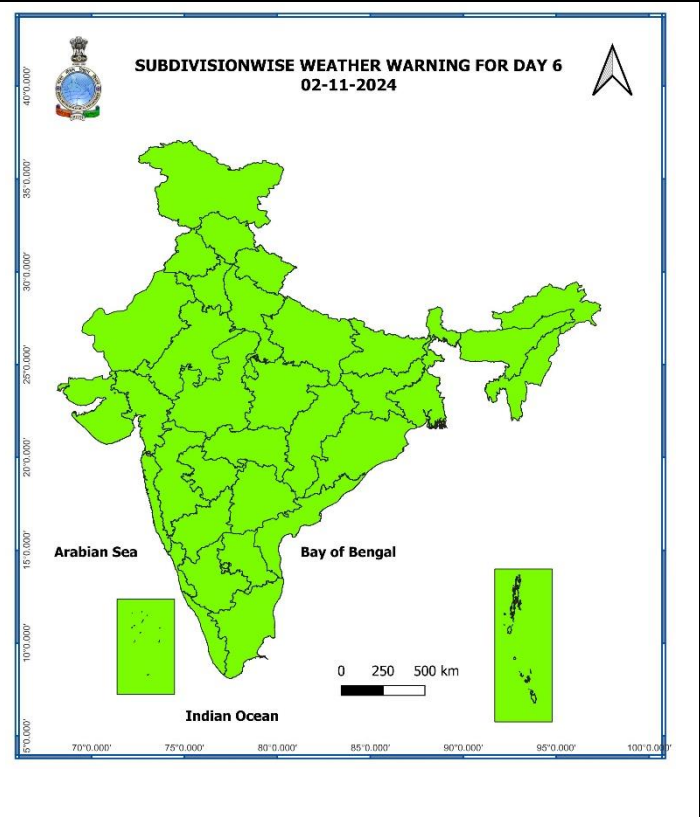 SUBDIVISIONWISE WEATHER WARNING FOR DAY 6
02-11-2024
40°0.000'
35°0.000'
30°0.000'
25°0.000'
20°0.000'
15°0.000'
10°0.000'
5°0.000'
Arabian Sea
Bay of Bengal
0 250 500 km
Indian Ocean
70°0.000' 75°0.000' 80°0.000' 85°0.000' 90°0.000' 95°0.000' 100°0.000'